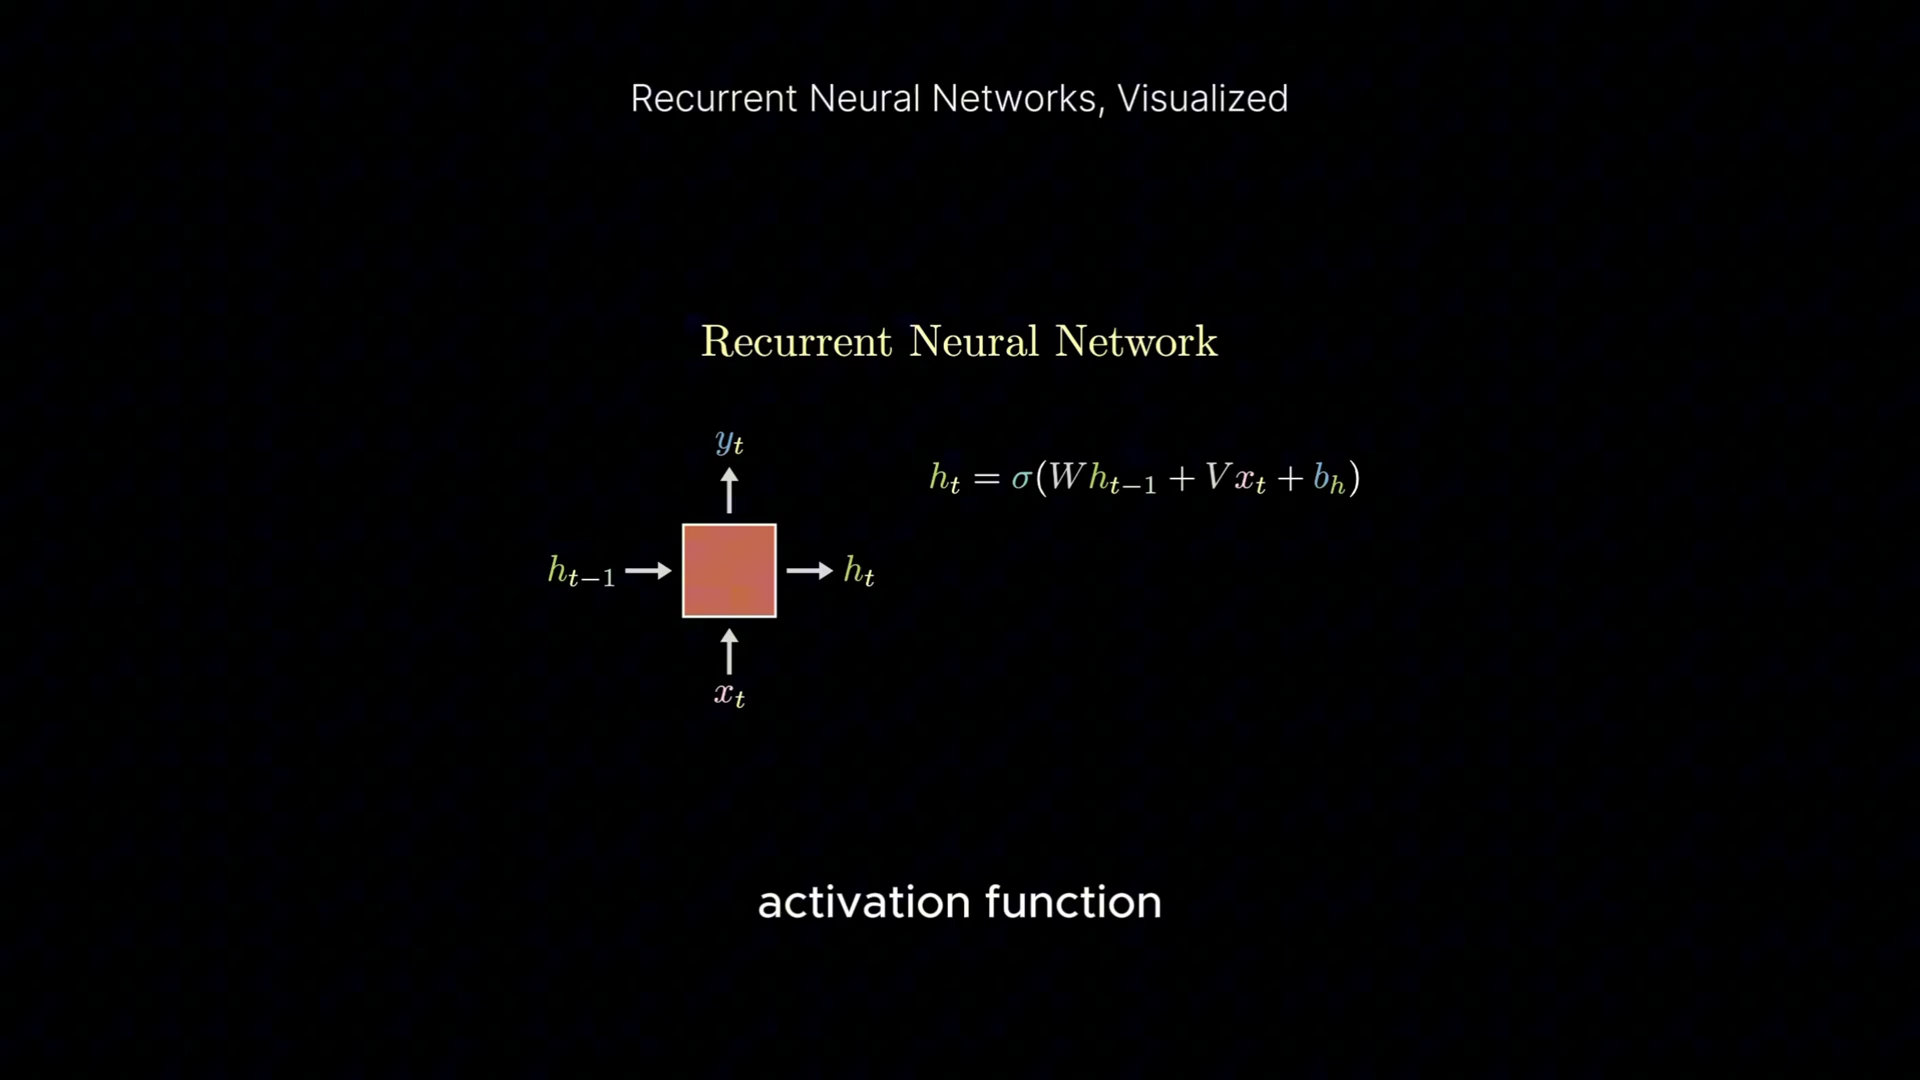 Recurrent Neural Networks, Visualized
Recurrent Neural Network
y_t
h_t = σ(Wh_{t−1} + Vx_t + b_h)
h_{t−1} → → h_t
x_t
activation function